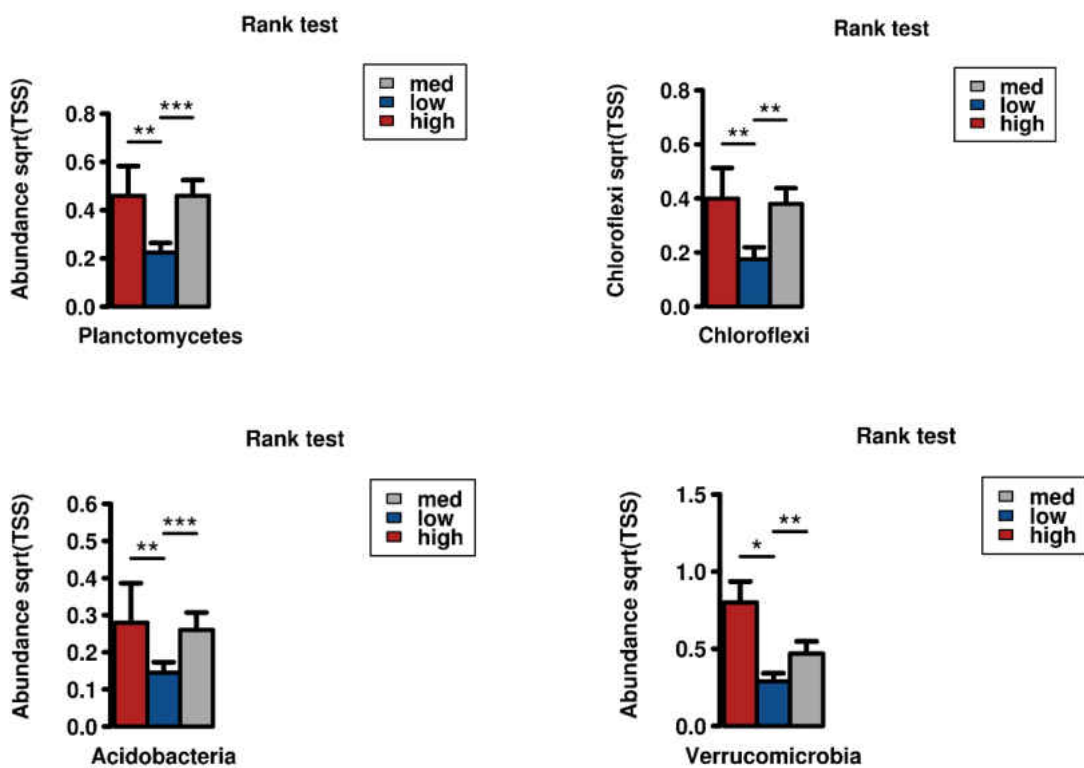 Rank test
med
low
high
Abundance sqrt(TSS)
0.8
0.6
0.4
0.2
0.0
** ***
Planctomycetes
Rank test
med
low
high
Chloroflexi sqrt(TSS)
0.8
0.6
0.4
0.2
0.0
** **
Chloroflexi
Rank test
med
low
high
Abundance sqrt(TSS)
0.6
0.5
0.4
0.3
0.2
0.1
0.0
** ***
Acidobacteria
Rank test
med
low
high
Abundance sqrt(TSS)
1.5
1.0
0.5
0.0
* **
Verrucomicrobia